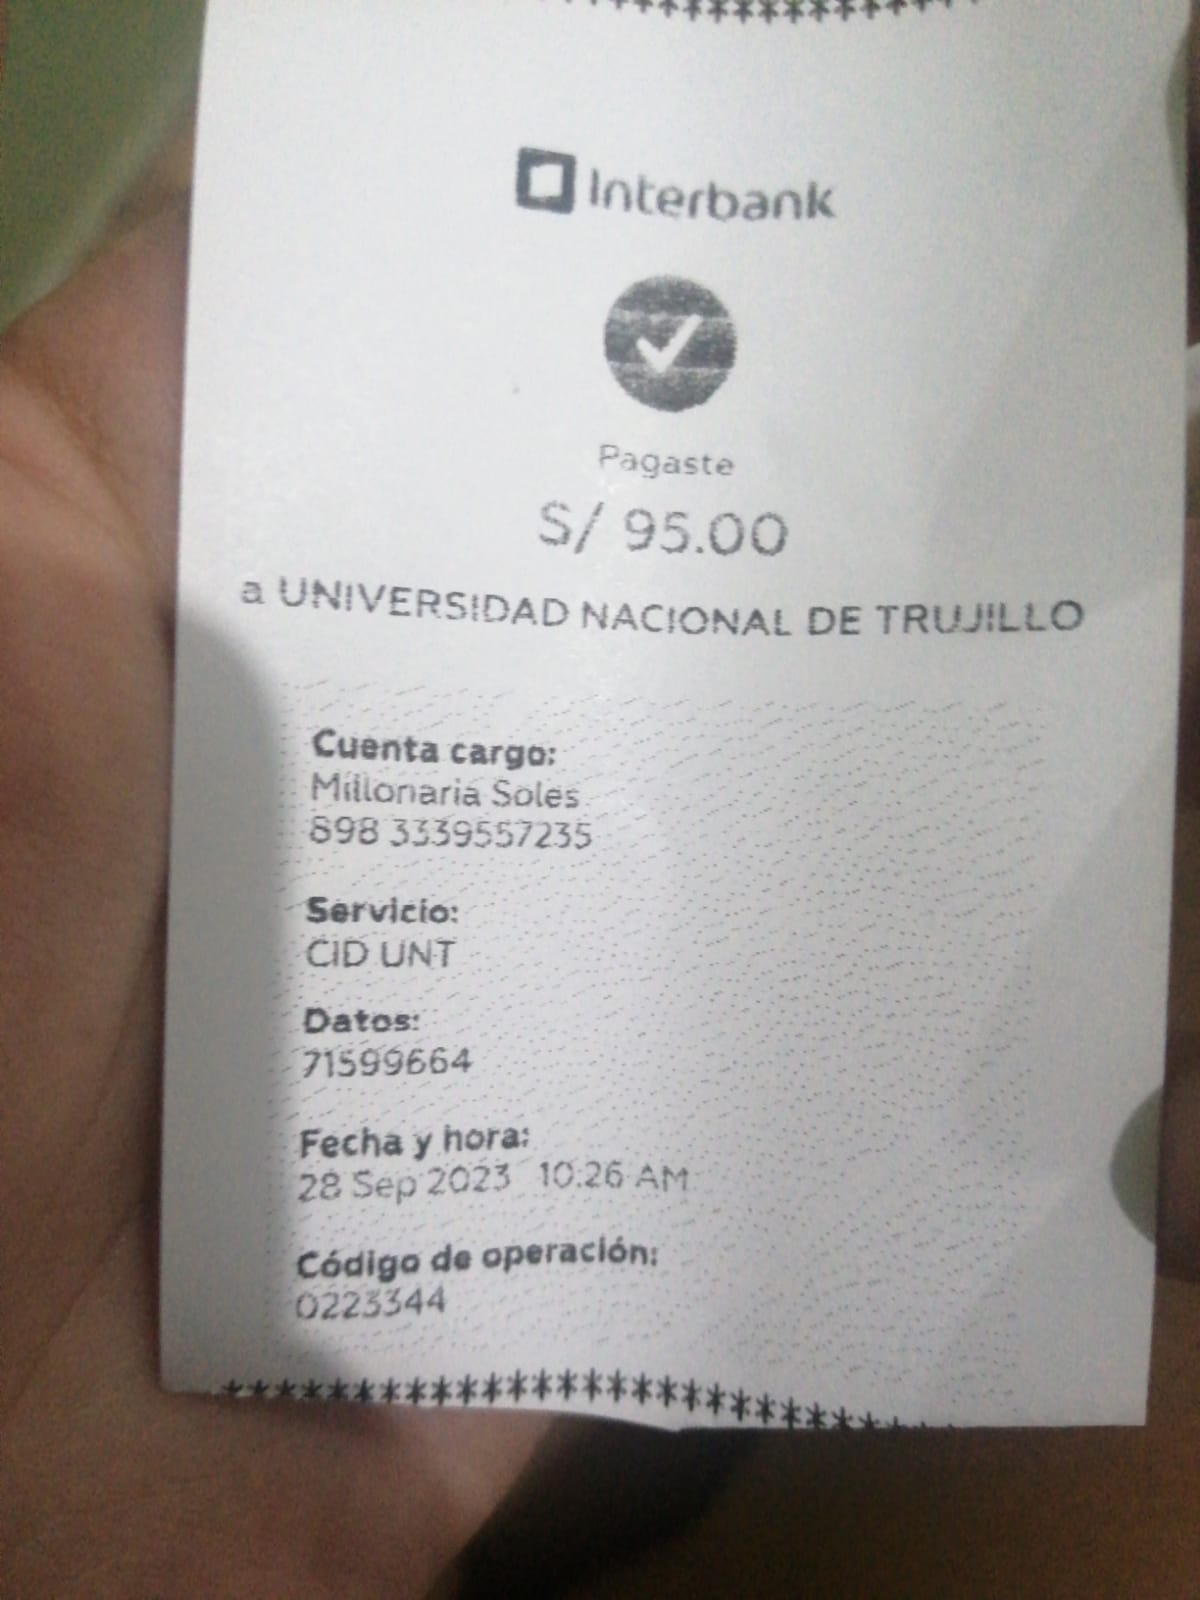 *****************
Interbank
Pagaste
S/ 95.00
a UNIVERSIDAD NACIONAL DE TRUJILLO
Cuenta cargo:
Millonaria Soles
898 3339557235
Servicio:
CID UNT
Datos:
71599664
Fecha y hora:
28 Sep 2023 10:26 AM
Código de operación:
0223344
****************************